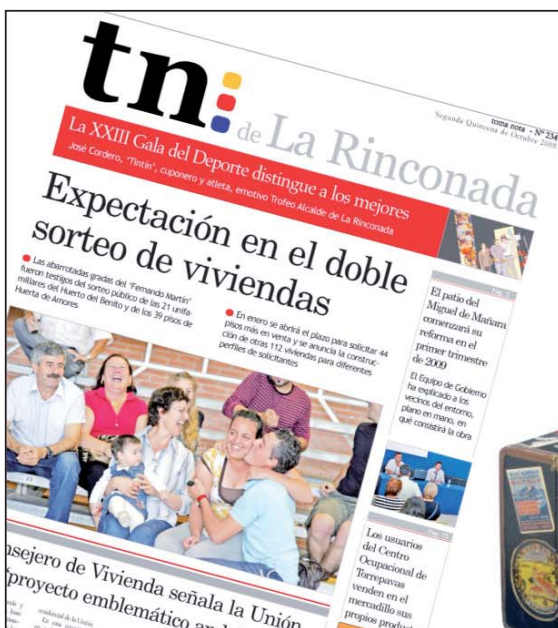 tn:
de La Rinconada
toma nota - Nº 234
Segunda Quincena de Octubre 2008
La XXIII Gala del Deporte distingue a los mejores
José Cordero, 'Tintín', cuponero y atleta, emotivo Trofeo Alcalde de La Rinconada
Expectación en el doble
sorteo de viviendas
Las abarrotadas gradas del 'Fernando Martín'
fueron testigos del sorteo público de las 21 unifa-
miliares del Huerto del Benito y de los 39 pisos de
Huerta de Amores
En enero se abrirá el plazo para solicitar 44
pisos más en venta y se anuncia la construc-
ción de otras 112 viviendas para diferentes
perfiles de solicitantes
El patio del
Miguel de Mañara
comenzará su
reforma en el
primer trimestre
de 2009
El Equipo de Gobierno
ha explicado a los
vecinos del entorno,
plano en mano, en
qué consistirá la obra
Los usuarios
del Centro
Ocupacional de
Torrepavas
venden en el
mercadillo sus
propios
nsejero de Vivienda señala la Unión
proyecto emblemático
residencial de la Unión.